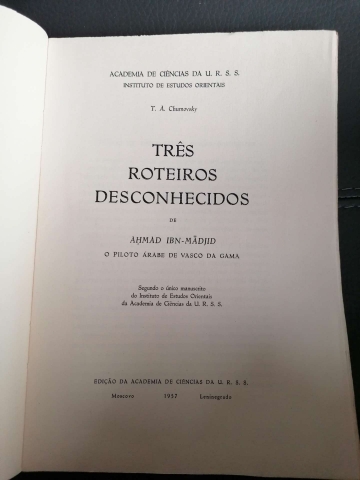 ACADEMIA DE CIÊNCIAS DA U. R. S. S.
INSTITUTO DE ESTUDOS ORIENTAIS
T. A. Chumovsky
TRÊS
ROTEIROS
DESCONHECIDOS
DE
AḤMAD IBN-MĀDJID
O PILOTO ÁRABE DE VASCO DA GAMA
Segundo o único manuscrito
do Instituto de Estudos Orientais
da Academia de Ciências da U. R. S. S.
EDIÇÃO DA ACADEMIA DE CIÊNCIAS DA U. R. S. S.
Moscovo 1957 Leninegrado